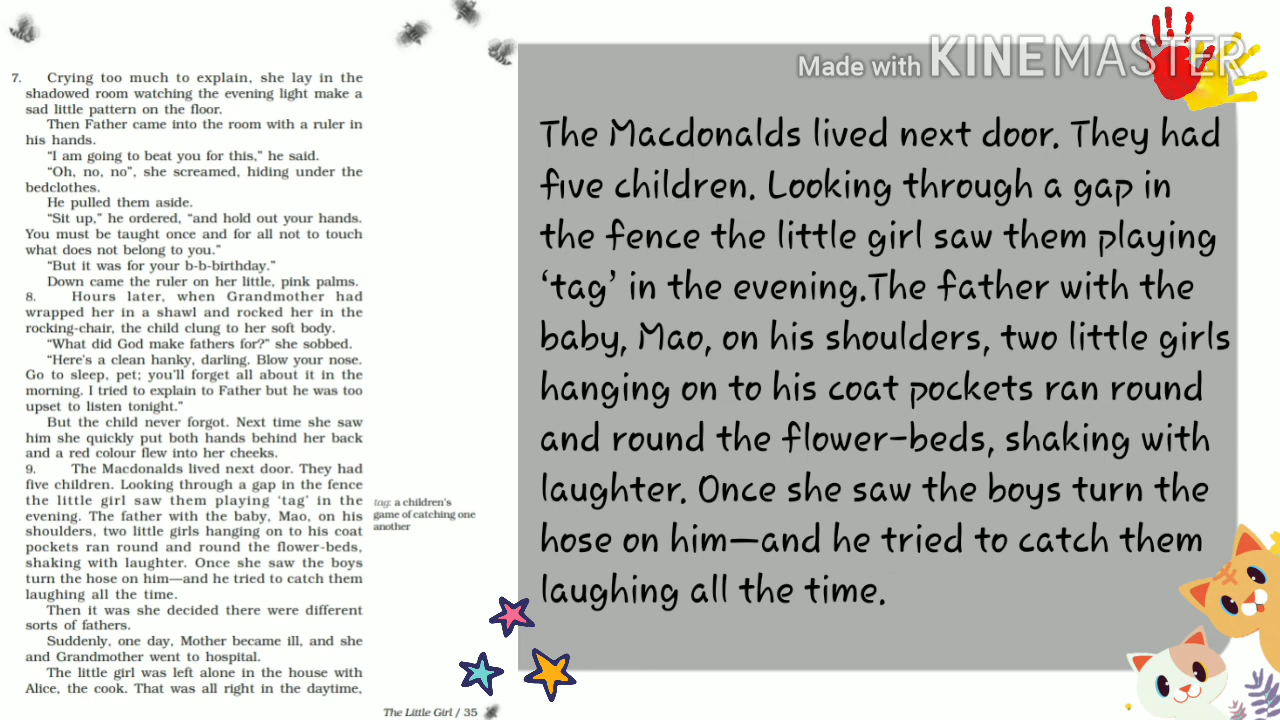 7. Crying too much to explain, she lay in the
shadowed room watching the evening light make a
sad little pattern on the floor.
Then Father came into the room with a ruler in
his hands.
“I am going to beat you for this,” he said.
“Oh, no, no”, she screamed, hiding under the
bedclothes.
He pulled them aside.
“Sit up,” he ordered, “and hold out your hands.
You must be taught once and for all not to touch
what does not belong to you.”
“But it was for your b-b-birthday.”
Down came the ruler on her little, pink palms.
8. Hours later, when Grandmother had
wrapped her in a shawl and rocked her in the
rocking-chair, the child clung to her soft body.
“What did God make fathers for?” she sobbed.
“Here’s a clean hanky, darling. Blow your nose.
Go to sleep, pet; you’ll forget all about it in the
morning. I tried to explain to Father but he was too
upset to listen tonight.”
But the child never forgot. Next time she saw
him she quickly put both hands behind her back
and a red colour flew into her cheeks.
9. The Macdonalds lived next door. They had
five children. Looking through a gap in the fence
the little girl saw them playing ‘tag’ in the
evening. The father with the baby, Mao, on his
shoulders, two little girls hanging on to his coat
pockets ran round and round the flower-beds,
shaking with laughter. Once she saw the boys
turn the hose on him—and he tried to catch them
laughing all the time.
Then it was she decided there were different
sorts of fathers.
Suddenly, one day, Mother became ill, and she
and Grandmother went to hospital.
The little girl was left alone in the house with
Alice, the cook. That was all right in the daytime,
tag: a children’s
game of catching one
another
The Little Girl / 35
Made with KINEMASTER
The Macdonalds lived next door. They had
five children. Looking through a gap in
the fence the little girl saw them playing
‘tag’ in the evening.The father with the
baby, Mao, on his shoulders, two little girls
hanging on to his coat pockets ran round
and round the flower-beds, shaking with
laughter. Once she saw the boys turn the
hose on him—and he tried to catch them
laughing all the time.